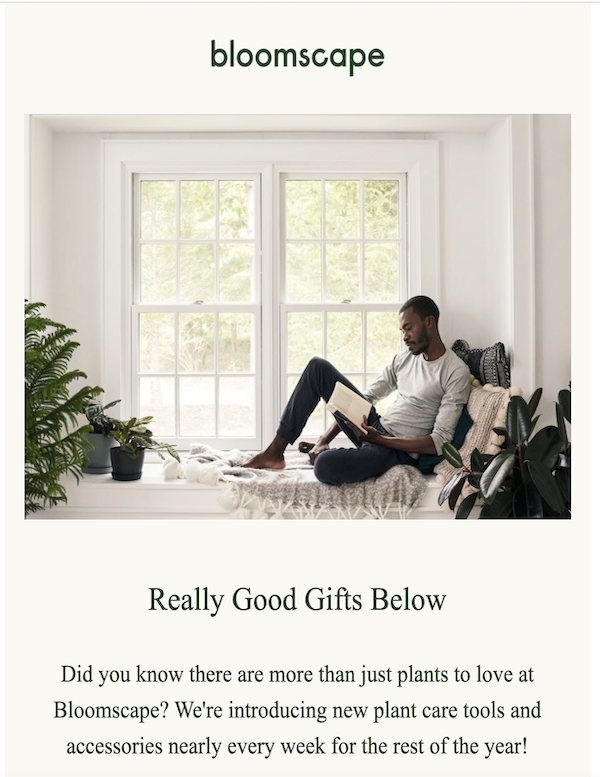 bloomscape
Really Good Gifts Below
Did you know there are more than just plants to love at
Bloomscape? We're introducing new plant care tools and
accessories nearly every week for the rest of the year!